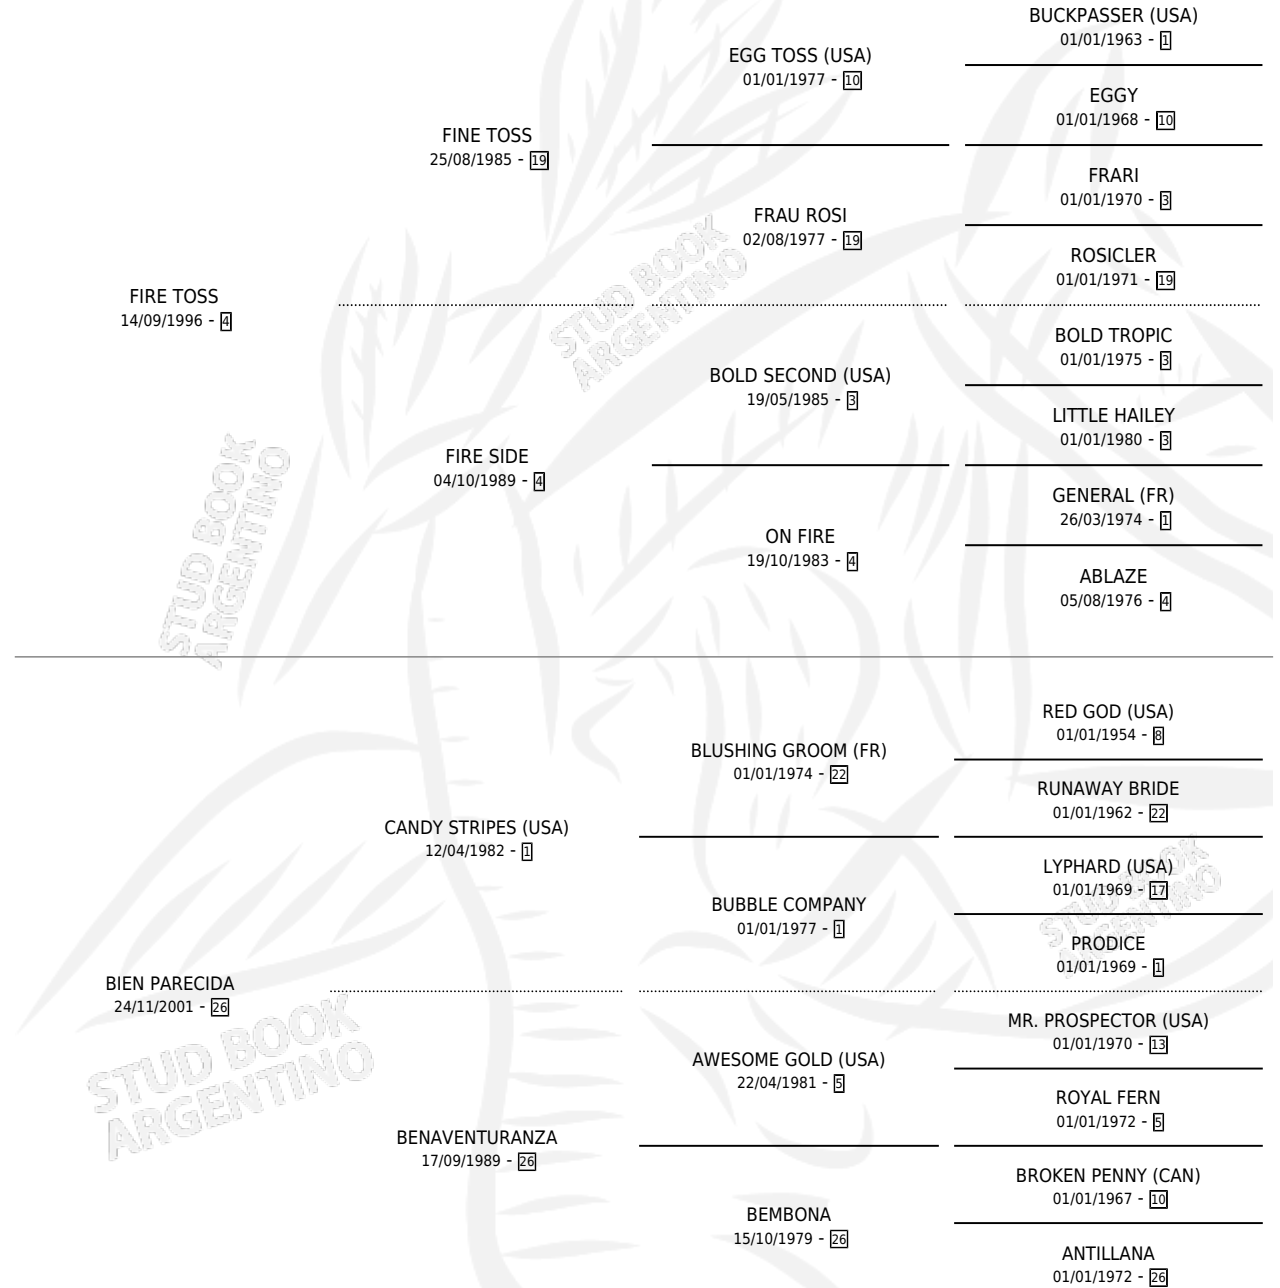 BUCKPASSER (USA)
01/01/1963 - 1
EGG TOSS (USA)
01/01/1977 - 10
EGGY
01/01/1968 - 10
FINE TOSS
25/08/1985 - 19
FRARI
01/01/1970 - 3
FRAU ROSI
02/08/1977 - 19
ROSICLER
01/01/1971 - 19
FIRE TOSS
14/09/1996 - 4
STUD BOOK
ARGENTINO
BOLD TROPIC
01/01/1975 - 3
BOLD SECOND (USA)
19/05/1985 - 3
LITTLE HAILEY
01/01/1980 - 3
FIRE SIDE
04/10/1989 - 4
GENERAL (FR)
26/03/1974 - 1
ON FIRE
19/10/1983 - 4
ABLAZE
05/08/1976 - 4
STUD BOOK
ARGENTINO
RED GOD (USA)
01/01/1954 - 8
BLUSHING GROOM (FR)
01/01/1974 - 22
RUNAWAY BRIDE
01/01/1962 - 22
CANDY STRIPES (USA)
12/04/1982 - 1
LYPHARD (USA)
01/01/1969 - 17
BUBBLE COMPANY
01/01/1977 - 1
PRODICE
01/01/1969 - 1
STUD BOOK
ARGENTINO
BIEN PARECIDA
24/11/2001 - 26
MR. PROSPECTOR (USA)
01/01/1970 - 13
AWESOME GOLD (USA)
22/04/1981 - 5
ROYAL FERN
01/01/1972 - 5
STUD BOOK
ARGENTINO
BENAVENTURANZA
17/09/1989 - 26
BROKEN PENNY (CAN)
01/01/1967 - 10
BEMBONA
15/10/1979 - 26
ANTILLANA
01/01/1972 - 26